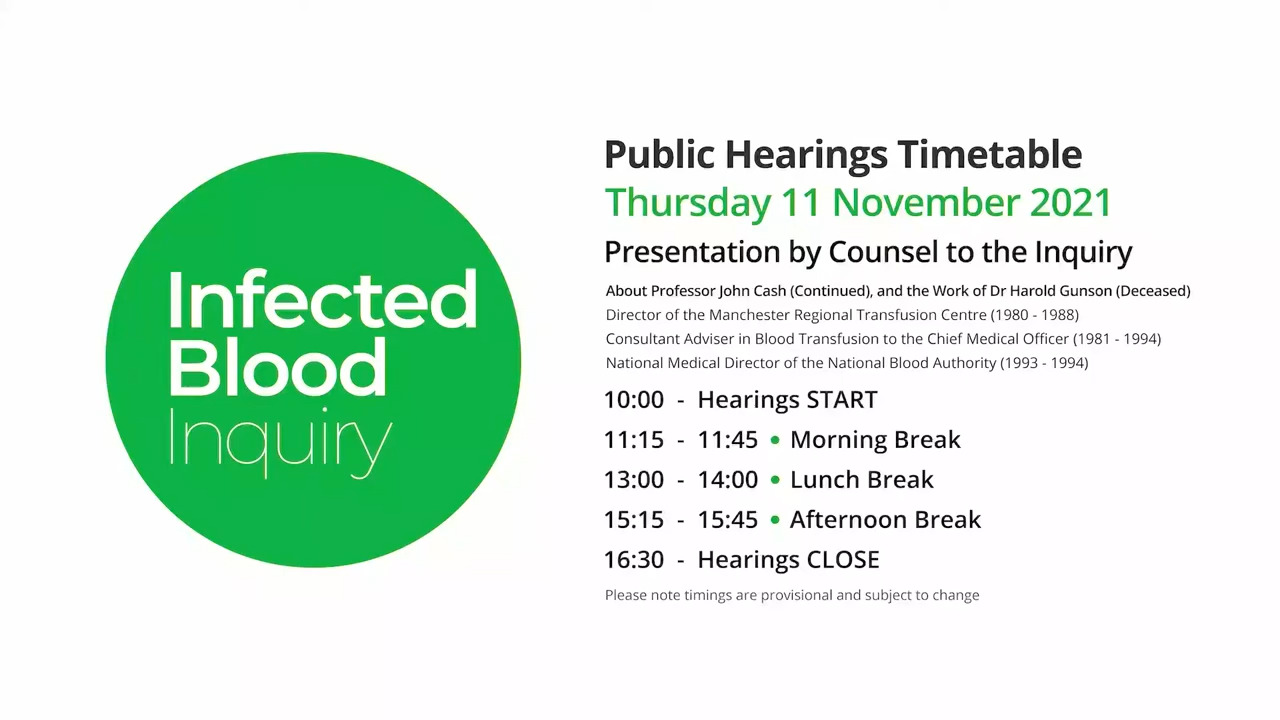 Infected
Blood
Inquiry
Public Hearings Timetable
Thursday 11 November 2021
Presentation by Counsel to the Inquiry
About Professor John Cash (Continued), and the Work of Dr Harold Gunson (Deceased)
Director of the Manchester Regional Transfusion Centre (1980 - 1988)
Consultant Adviser in Blood Transfusion to the Chief Medical Officer (1981 - 1994)
National Medical Director of the National Blood Authority (1993 - 1994)
10:00 - Hearings START
11:15 - 11:45 • Morning Break
13:00 - 14:00 • Lunch Break
15:15 - 15:45 • Afternoon Break
16:30 - Hearings CLOSE
Please note timings are provisional and subject to change